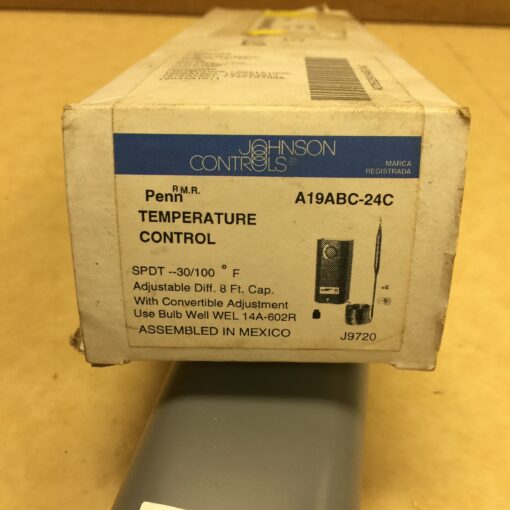 JOHNSON
CONTROLS®
MARCA
REGISTRADA
Penn R.M.R.
A19ABC-24C
TEMPERATURE
CONTROL
SPDT --30/100 ° F
Adjustable Diff. 8 Ft. Cap.
With Convertible Adjustment
Use Bulb Well WEL 14A-602R
ASSEMBLED IN MEXICO
J9720